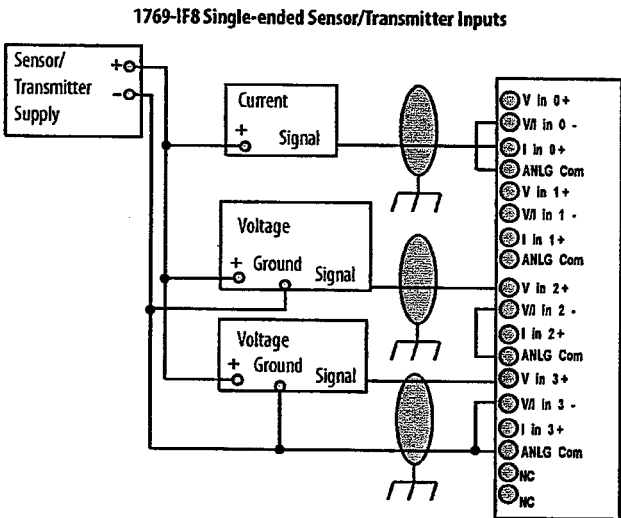 1769-IF8 Single-ended Sensor/Transmitter Inputs
Sensor/
Transmitter
Supply
+
-
Current
+
Signal
Voltage
+
Ground
Signal
Voltage
+
Ground
Signal
V in 0+
V/I in 0 -
I in 0+
ANLG Com
V in 1+
V/I in 1 -
I in 1+
ANLG Com
V in 2+
V/I in 2 -
I in 2+
ANLG Com
V in 3+
V/I in 3 -
I in 3+
ANLG Com
NC
NC